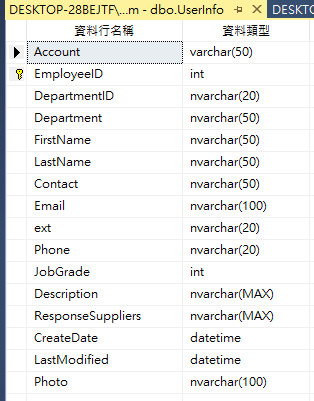 DESKTOP-28BEJTF\...m - dbo.UserInfo
DESKTO
資料行名稱 資料類型
Account varchar(50)
EmployeeID int
DepartmentID nvarchar(20)
Department nvarchar(50)
FirstName nvarchar(50)
LastName nvarchar(50)
Contact nvarchar(50)
Email nvarchar(100)
ext nvarchar(20)
Phone nvarchar(20)
JobGrade int
Description nvarchar(MAX)
ResponseSuppliers nvarchar(MAX)
CreateDate datetime
LastModified datetime
Photo nvarchar(100)